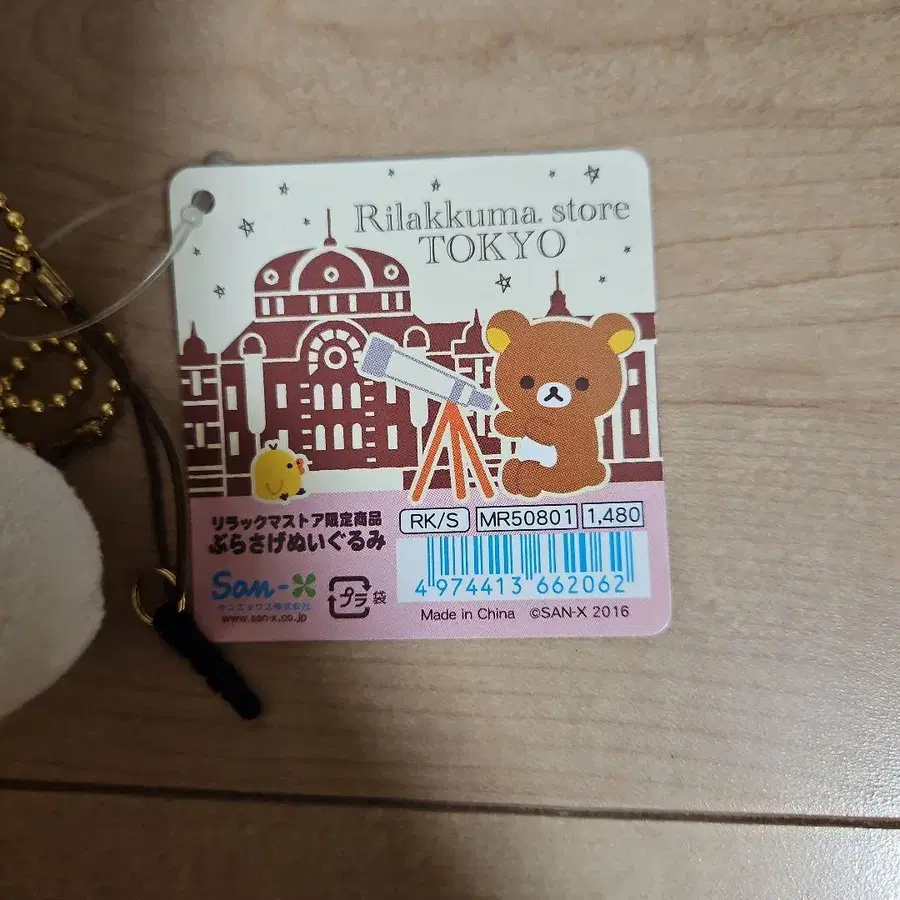 Rilakkuma store
TOKYO
リラックマストア限定商品
ぶらさげぬいぐるみ
RK/S MR50801 1,480
4 974413 662062
San-X
サンエックス株式会社
www.san-x.co.jp
プラ 袋
Made in China ©SAN-X 2016